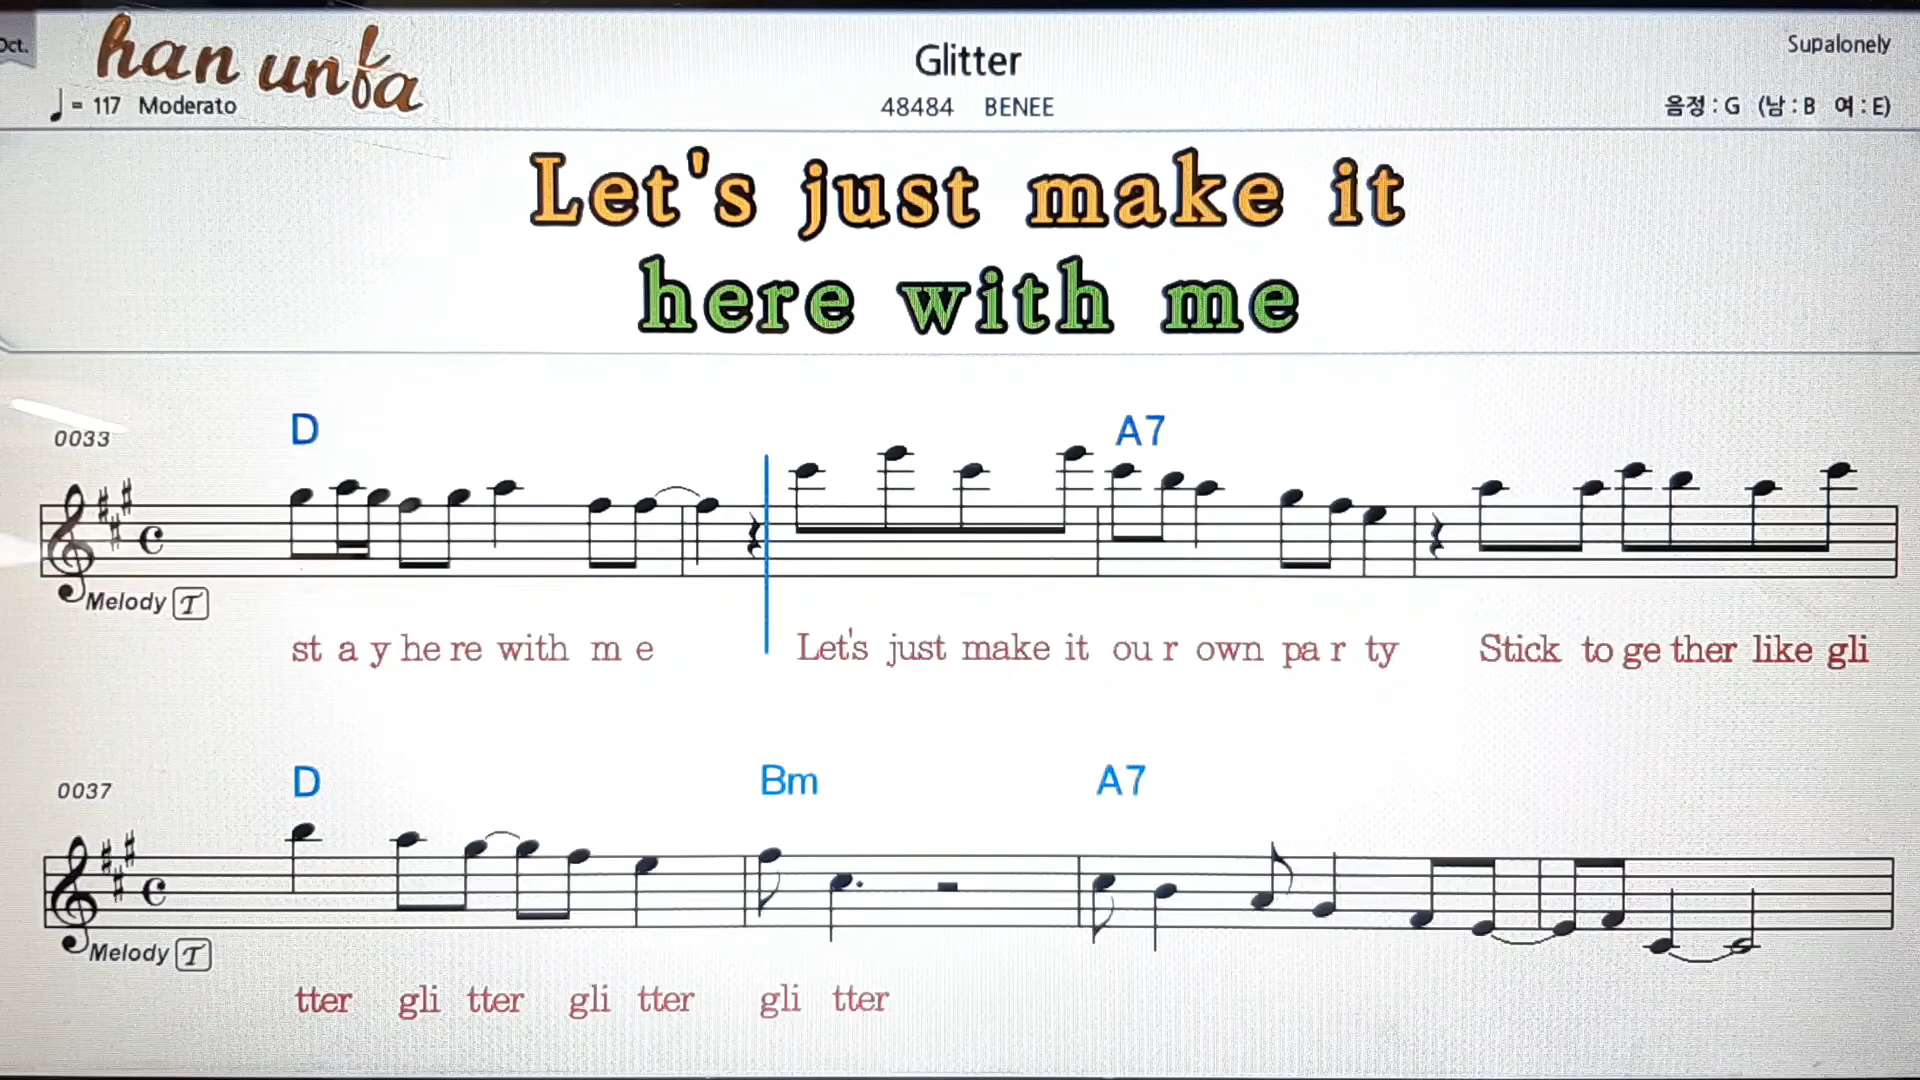 Oct.
han unfa
Glitter
Supalonely
♩= 117 Moderato
48484 BENEE
음정 : G (남 : B 여 : E)
Let's just make it
here with me
D A7
0033
Melody T
st a y he re with m e Let's just make it ou r own pa r ty Stick to ge ther like gli
D Bm A7
0037
Melody T
tter gli tter gli tter gli tter